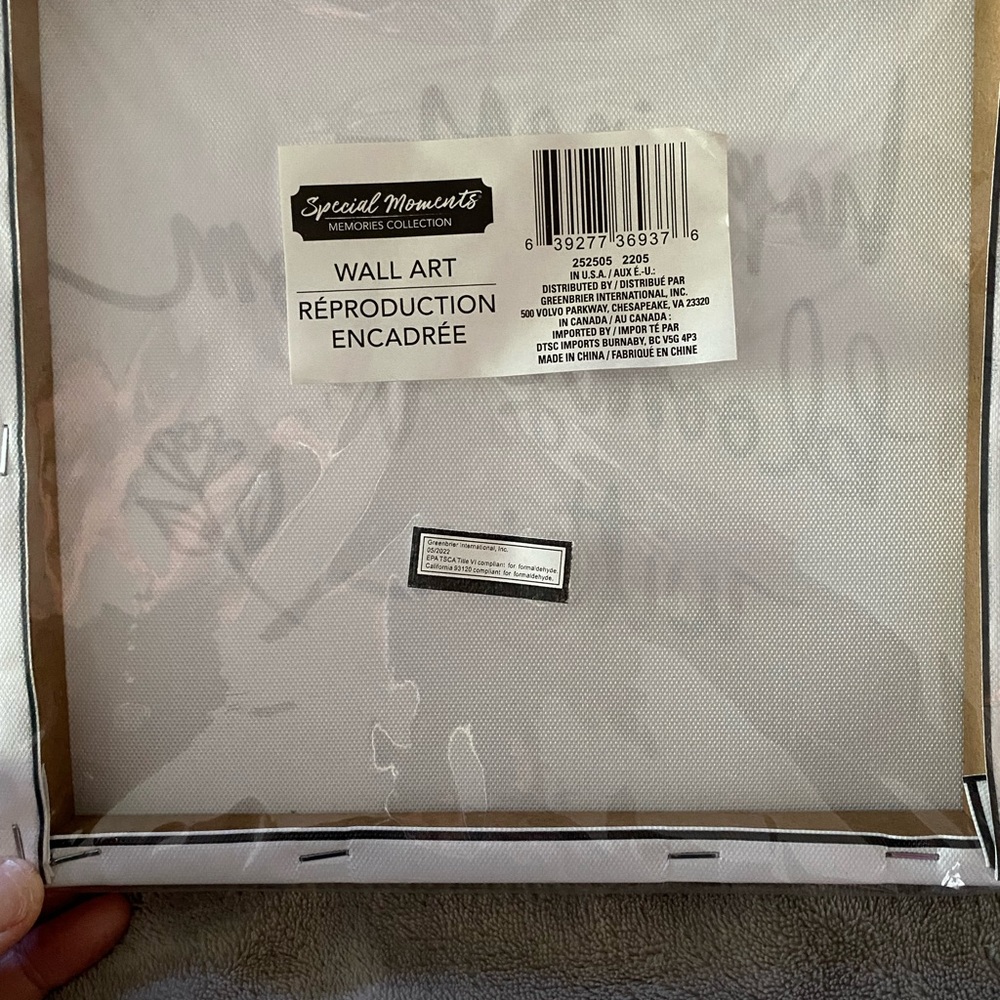 Special Moments
MEMORIES COLLECTION
WALL ART
RÉPRODUCTION
ENCADRÉE
6 39277 36937 6
252505 2205
IN U.S.A. / AUX É.-U.:
DISTRIBUTED BY / DISTRIBUÉ PAR
GREENBRIER INTERNATIONAL, INC.
500 VOLVO PARKWAY, CHESAPEAKE, VA 23320
IN CANADA / AU CANADA :
IMPORTED BY / IMPOR TÉ PAR
DTSC IMPORTS BURNABY, BC V5G 4P3
MADE IN CHINA / FABRIQUÉ EN CHINE
Greenbrier International, Inc.
05/2022
EPA TSCA Title VI compliant for formaldehyde.
California 93120 compliant for formaldehyde.